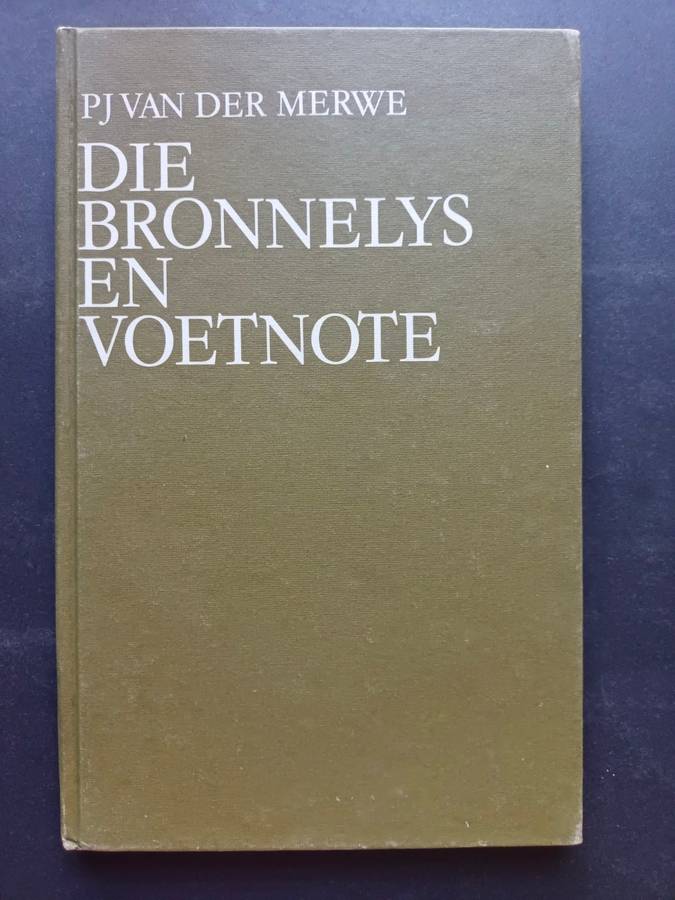 PJ VAN DER MERWE
DIE
BRONNELYS
EN
VOETNOTE